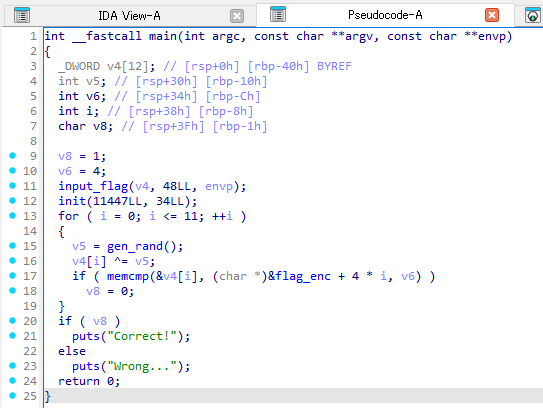 IDA View-A Pseudocode-A
1 int __fastcall main(int argc, const char **argv, const char **envp)
2 {
3   _DWORD v4[12]; // [rsp+0h] [rbp-40h] BYREF
4   int v5; // [rsp+30h] [rbp-10h]
5   int v6; // [rsp+34h] [rbp-Ch]
6   int i; // [rsp+38h] [rbp-8h]
7   char v8; // [rsp+3Fh] [rbp-1h]
8
9   v8 = 1;
10   v6 = 4;
11   input_flag(v4, 48LL, envp);
12   init(11447LL, 34LL);
13   for ( i = 0; i <= 11; ++i )
14   {
15     v5 = gen_rand();
16     v4[i] ^= v5;
17     if ( memcmp(&v4[i], (char *)&flag_enc + 4 * i, v6) )
18       v8 = 0;
19   }
20   if ( v8 )
21     puts("Correct!");
22   else
23     puts("Wrong...");
24   return 0;
25 }